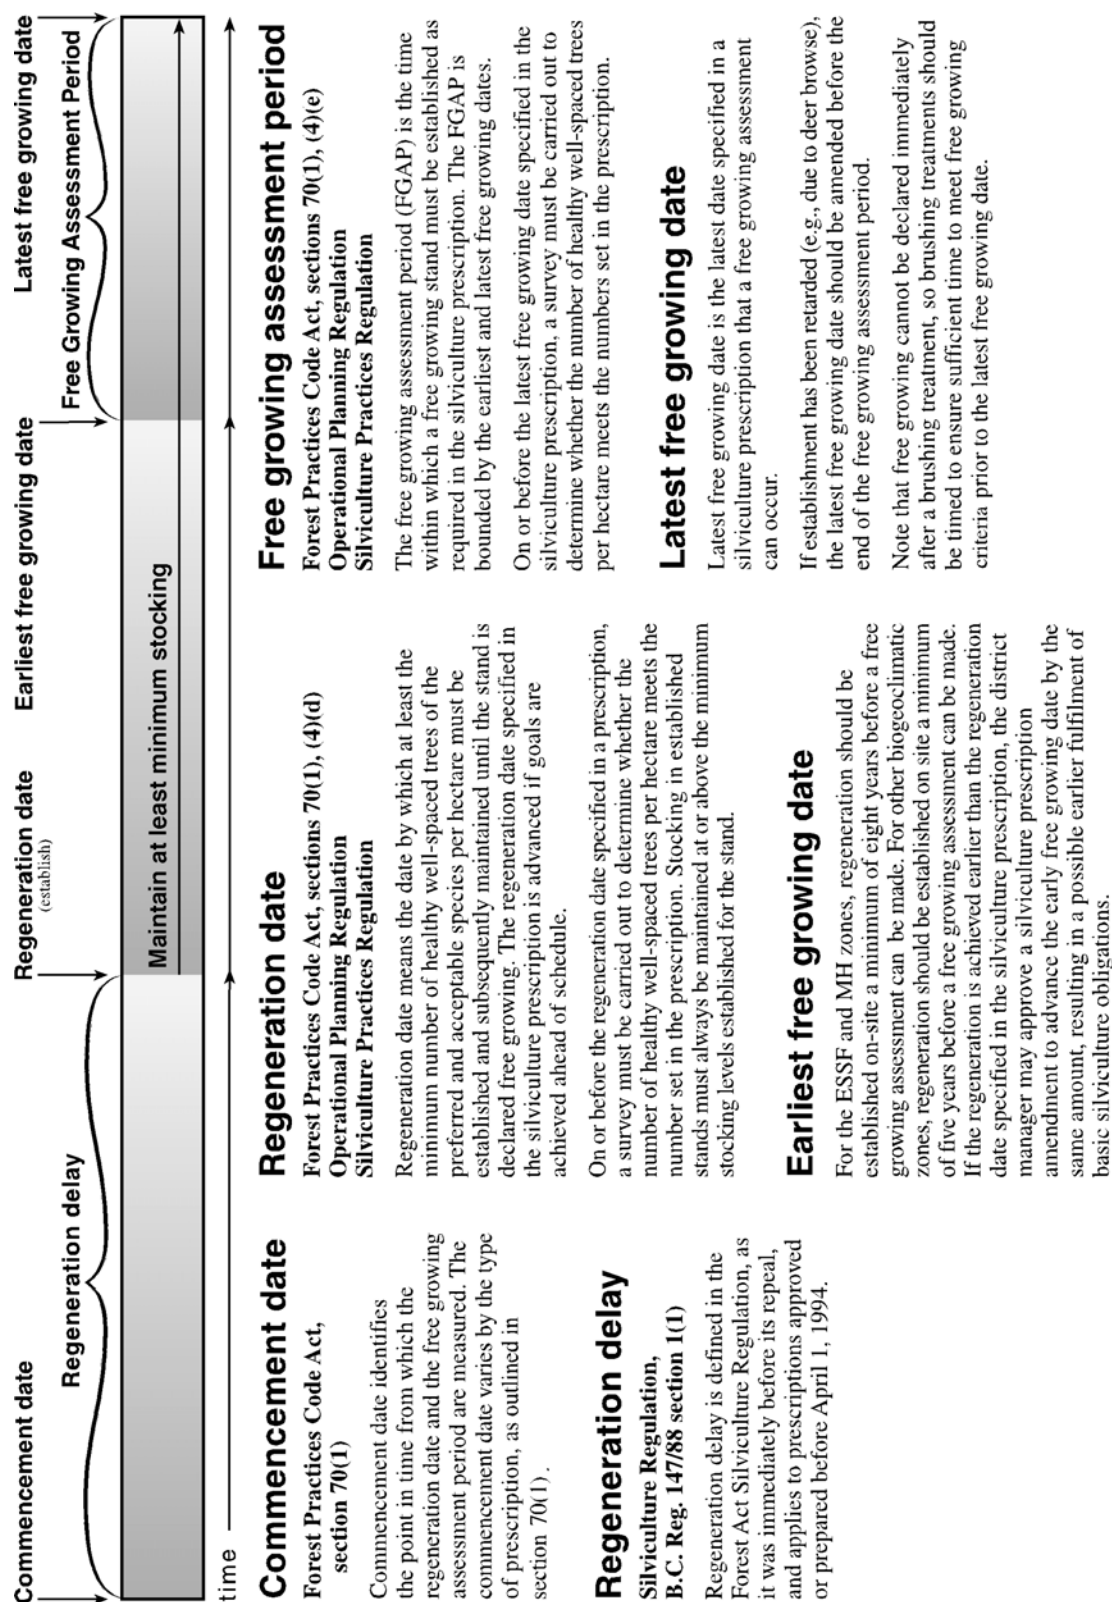 Commencement date
Regeneration date
(establish)
Earliest free growing date
Latest free growing date
Regeneration delay
Free Growing Assessment Period
Maintain at least minimum stocking
time
Commencement date
Forest Practices Code Act,
section 70(1)
Commencement date identifies
the point in time from which the
regeneration date and the free growing
assessment period are measured. The
commencement date varies by the type
of prescription, as outlined in
section 70(1) .
Regeneration delay
Silviculture Regulation,
B.C. Reg. 147/88 section 1(1)
Regeneration delay is defined in the
Forest Act Silviculture Regulation, as
it was immediately before its repeal,
and applies to prescriptions approved
or prepared before April 1, 1994.
Regeneration date
Forest Practices Code Act, sections 70(1), (4)(d)
Operational Planning Regulation
Silviculture Practices Regulation
Regeneration date means the date by which at least the
minimum number of healthy well-spaced trees of the
preferred and acceptable species per hectare must be
established and subsequently maintained until the stand is
declared free growing. The regeneration date specified in
the silviculture prescription is advanced if goals are
achieved ahead of schedule.
On or before the regeneration date specified in a prescription,
a survey must be carried out to determine whether the
number of healthy well-spaced trees per hectare meets the
number set in the prescription. Stocking in established
stands must always be maintained at or above the minimum
stocking levels established for the stand.
Earliest free growing date
For the ESSF and MH zones, regeneration should be
established on-site a minimum of eight years before a free
growing assessment can be made. For other biogeoclimatic
zones, regeneration should be established on site a minimum
of five years before a free growing assessment can be made.
If the regeneration is achieved earlier than the regeneration
date specified in the silviculture prescription, the district
manager may approve a silviculture prescription
amendment to advance the early free growing date by the
same amount, resulting in a possible earlier fulfilment of
basic silviculture obligations.
Free growing assessment period
Forest Practices Code Act, sections 70(1), (4)(e)
Operational Planning Regulation
Silviculture Practices Regulation
The free growing assessment period (FGAP) is the time
within which a free growing stand must be established as
required in the silviculture prescription. The FGAP is
bounded by the earliest and latest free growing dates.
On or before the latest free growing date specified in the
silviculture prescription, a survey must be carried out to
determine whether the number of healthy well-spaced trees
per hectare meets the numbers set in the prescription.
Latest free growing date
Latest free growing date is the latest date specified in a
silviculture prescription that a free growing assessment
can occur.
If establishment has been retarded (e.g., due to deer browse),
the latest free growing date should be amended before the
end of the free growing assessment period.
Note that free growing cannot be declared immediately
after a brushing treatment, so brushing treatments should
be timed to ensure sufficient time to meet free growing
criteria prior to the latest free growing date.